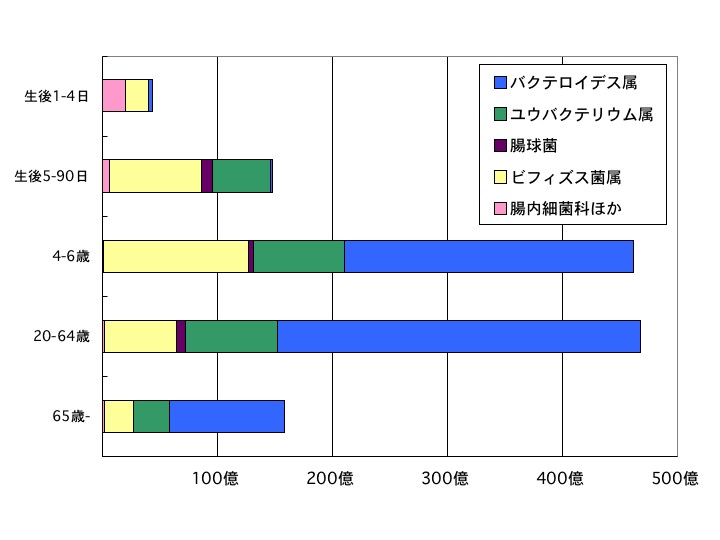 バクテロイデス属
ユウバクテリウム属
腸球菌
ビフィズス菌属
腸内細菌科ほか
生後1-4日
生後5-90日
4-6歳
20-64歳
65歳-
100億
200億
300億
400億
500億